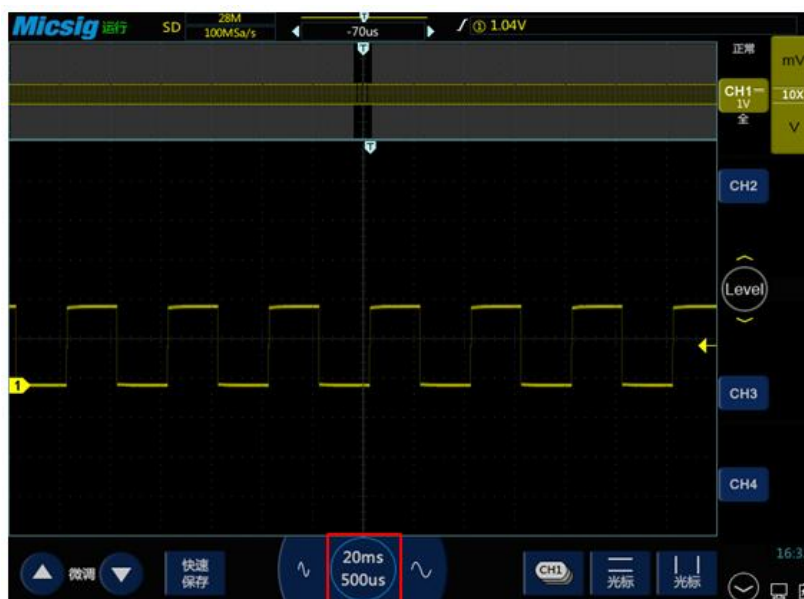 Micsig 运行
SD
28M
100MSa/s
-70us
① 1.04V
T
T
T
正常
mV
CH1
1V
全
10X
V
CH2
Level
1
CH3
CH4
微调
快速
保存
20ms
500us
CH1
光标
光标
16:3